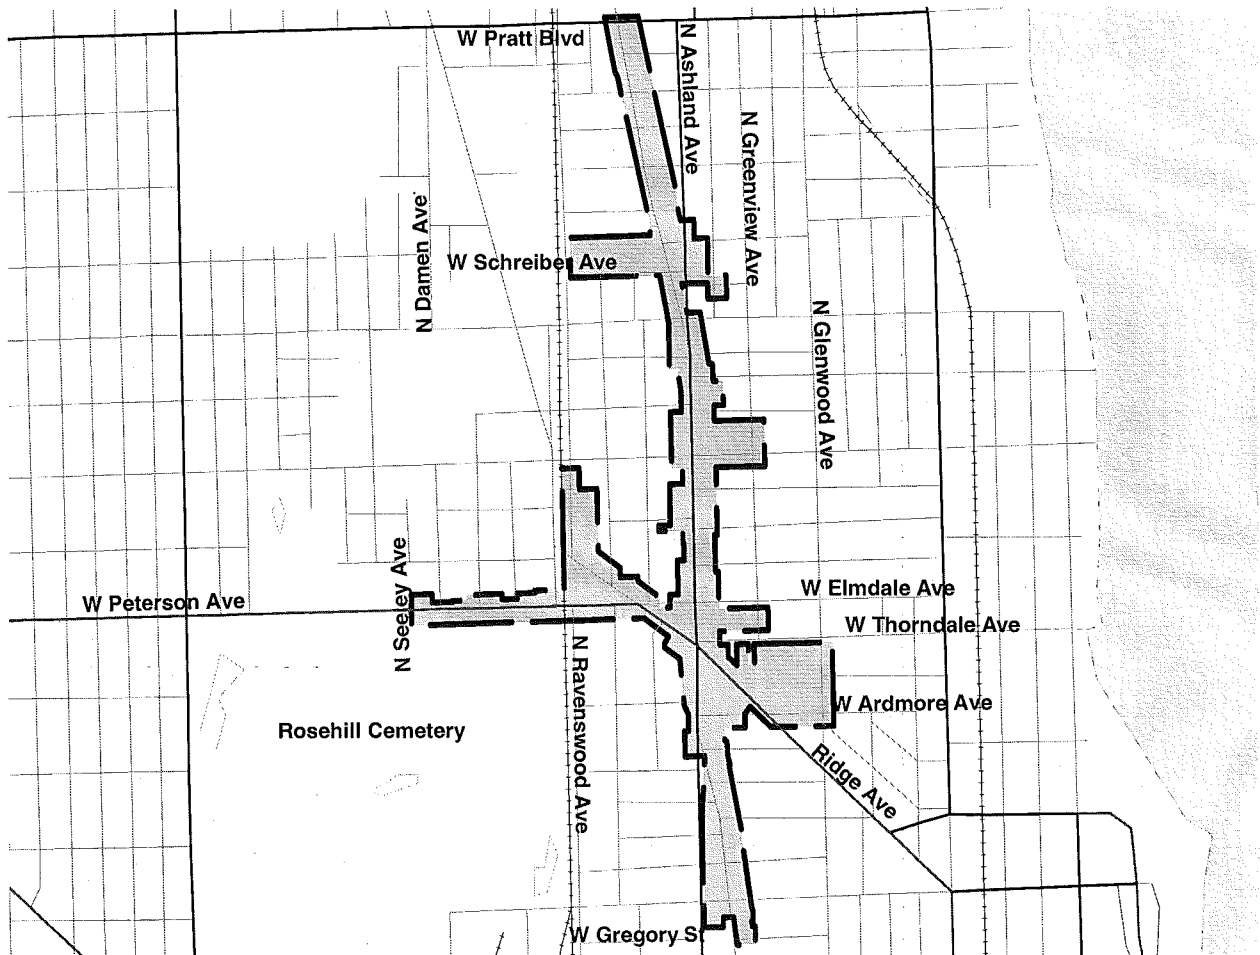 W Pratt Blvd
N Ashland Ave
N Greenview Ave
N Damen Ave
W Schreiber Ave
N Glenwood Ave
N Seeley Ave
W Elmdale Ave
W Peterson Ave
W Thorndale Ave
N Ravenswood Ave
W Ardmore Ave
Rosehill Cemetery
Ridge Ave
W Gregory St